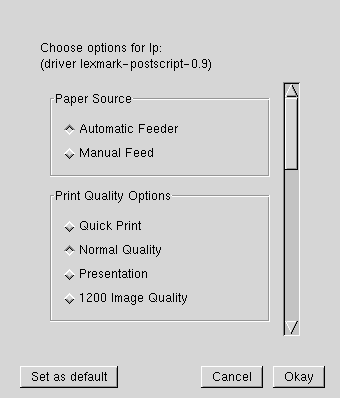 Choose options for lp:
(driver lexmark-postscript-0.9)
Paper Source
Automatic Feeder
Manual Feed
Print Quality Options
Quick Print
Normal Quality
Presentation
1200 Image Quality
Set as default
Cancel
Okay